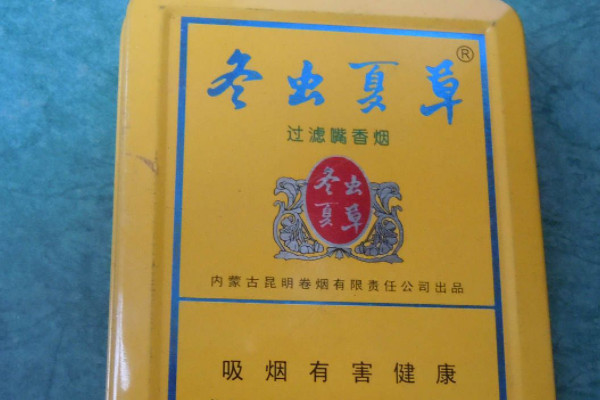 冬虫夏草®
过滤嘴香烟
冬虫
夏草
内蒙古昆明卷烟有限责任公司出品
吸烟有害健康